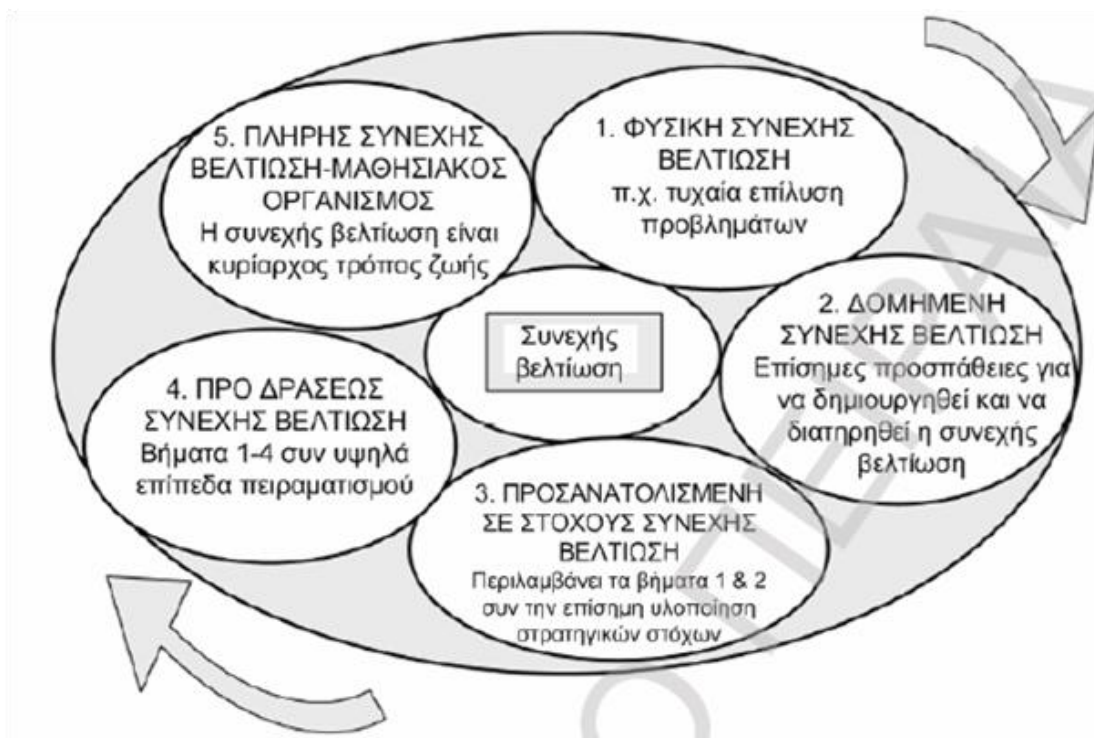 5. ΠΛΗΡΗΣ ΣΥΝΕΧΗΣ
ΒΕΛΤΙΩΣΗ-ΜΑΘΗΣΙΑΚΟΣ
ΟΡΓΑΝΙΣΜΟΣ
Η συνεχής βελτίωση είναι
κυρίαρχος τρόπος ζωής
1. ΦΥΣΙΚΗ ΣΥΝΕΧΗΣ
ΒΕΛΤΙΩΣΗ
π.χ. τυχαία επίλυση
προβλημάτων
2. ΔΟΜΗΜΕΝΗ
ΣΥΝΕΧΗΣ ΒΕΛΤΙΩΣΗ
Επίσημες προσπάθειες για
να δημιουργηθεί και να
διατηρηθεί η συνεχής
βελτίωση
Συνεχής
βελτίωση
4. ΠΡΟ ΔΡΑΣΕΩΣ
ΣΥΝΕΧΗΣ ΒΕΛΤΙΩΣΗ
Βήματα 1-4 συν υψηλά
επίπεδα πειραματισμού
3. ΠΡΟΣΑΝΑΤΟΛΙΣΜΕΝΗ
ΣΕ ΣΤΟΧΟΥΣ ΣΥΝΕΧΗΣ
ΒΕΛΤΙΩΣΗ
Περιλαμβάνει τα βήματα 1 & 2
συν την επίσημη υλοποίηση
στρατηγικών στόχων